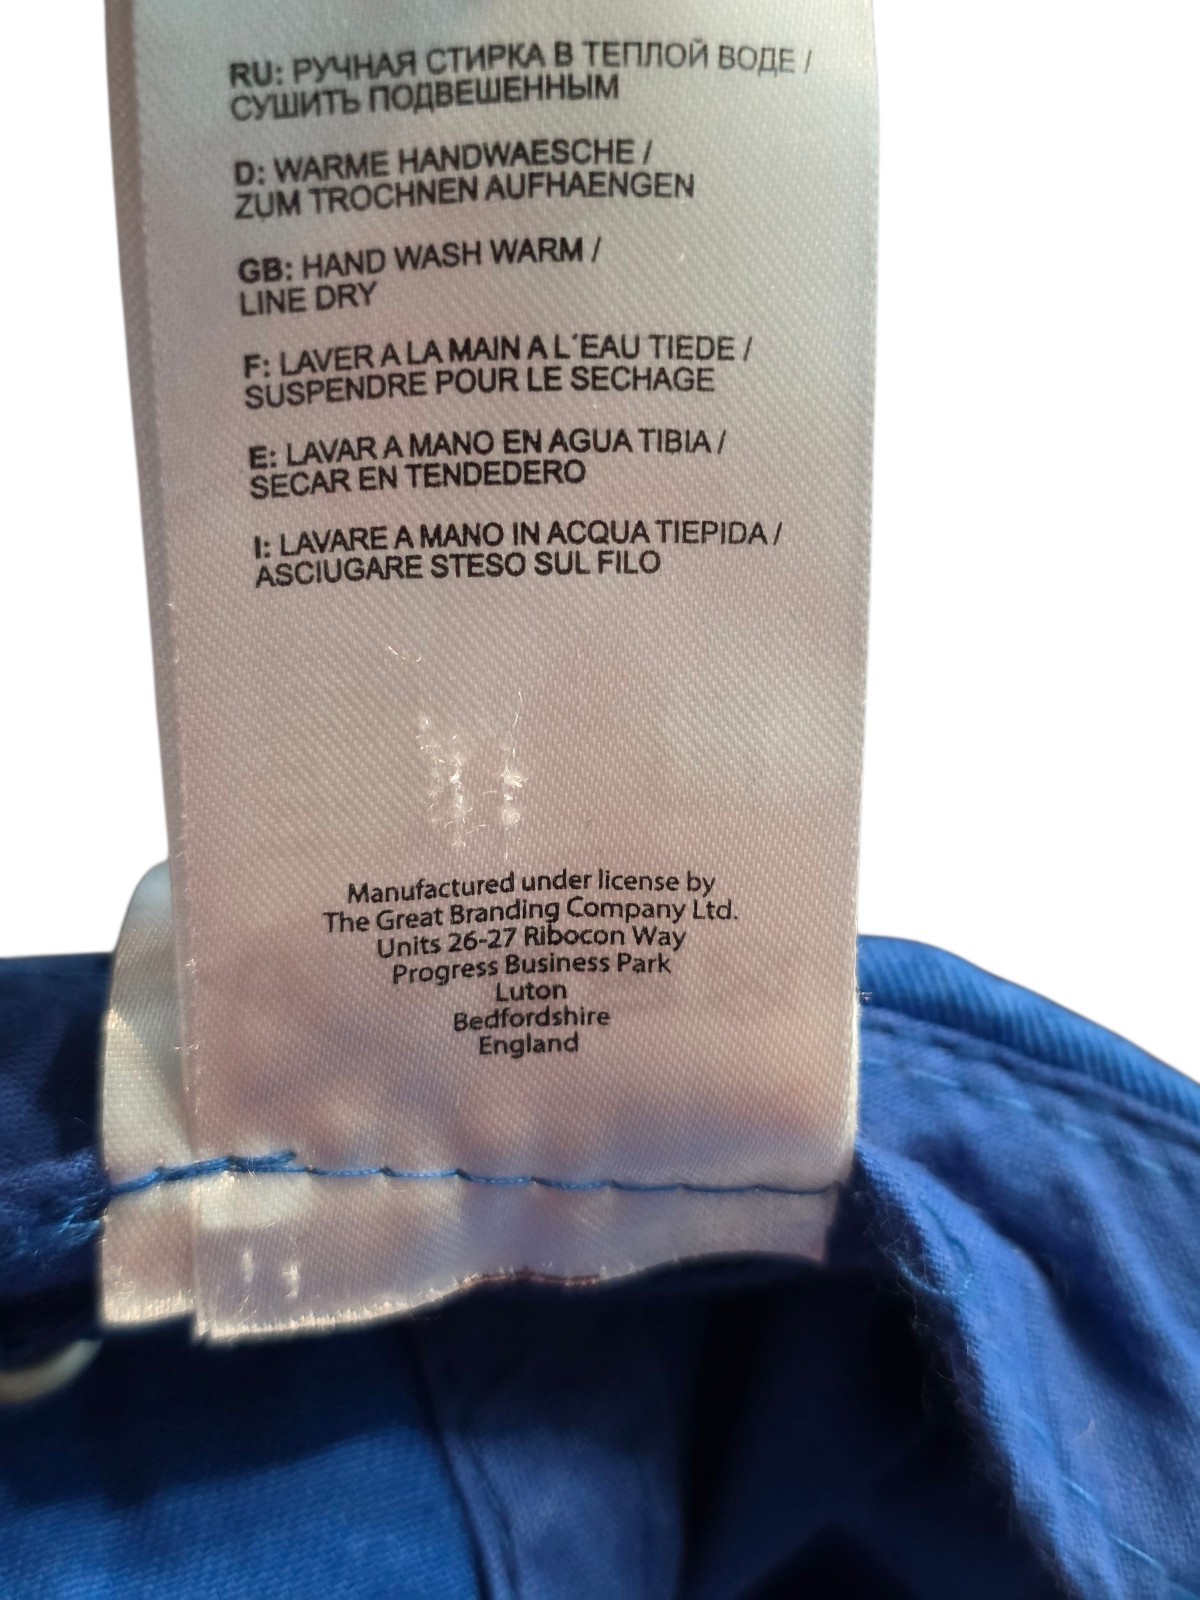 RU: РУЧНАЯ СТИРКА В ТЕПЛОЙ ВОДЕ /
СУШИТЬ ПОДВЕШЕННЫМ
D: WARME HANDWAESCHE /
ZUM TROCHNEN AUFHAENGEN
GB: HAND WASH WARM /
LINE DRY
F: LAVER A LA MAIN A L´EAU TIEDE /
SUSPENDRE POUR LE SECHAGE
E: LAVAR A MANO EN AGUA TIBIA /
SECAR EN TENDEDERO
I: LAVARE A MANO IN ACQUA TIEPIDA /
ASCIUGARE STESO SUL FILO
Manufactured under license by
The Great Branding Company Ltd.
Units 26-27 Ribocon Way
Progress Business Park
Luton
Bedfordshire
England